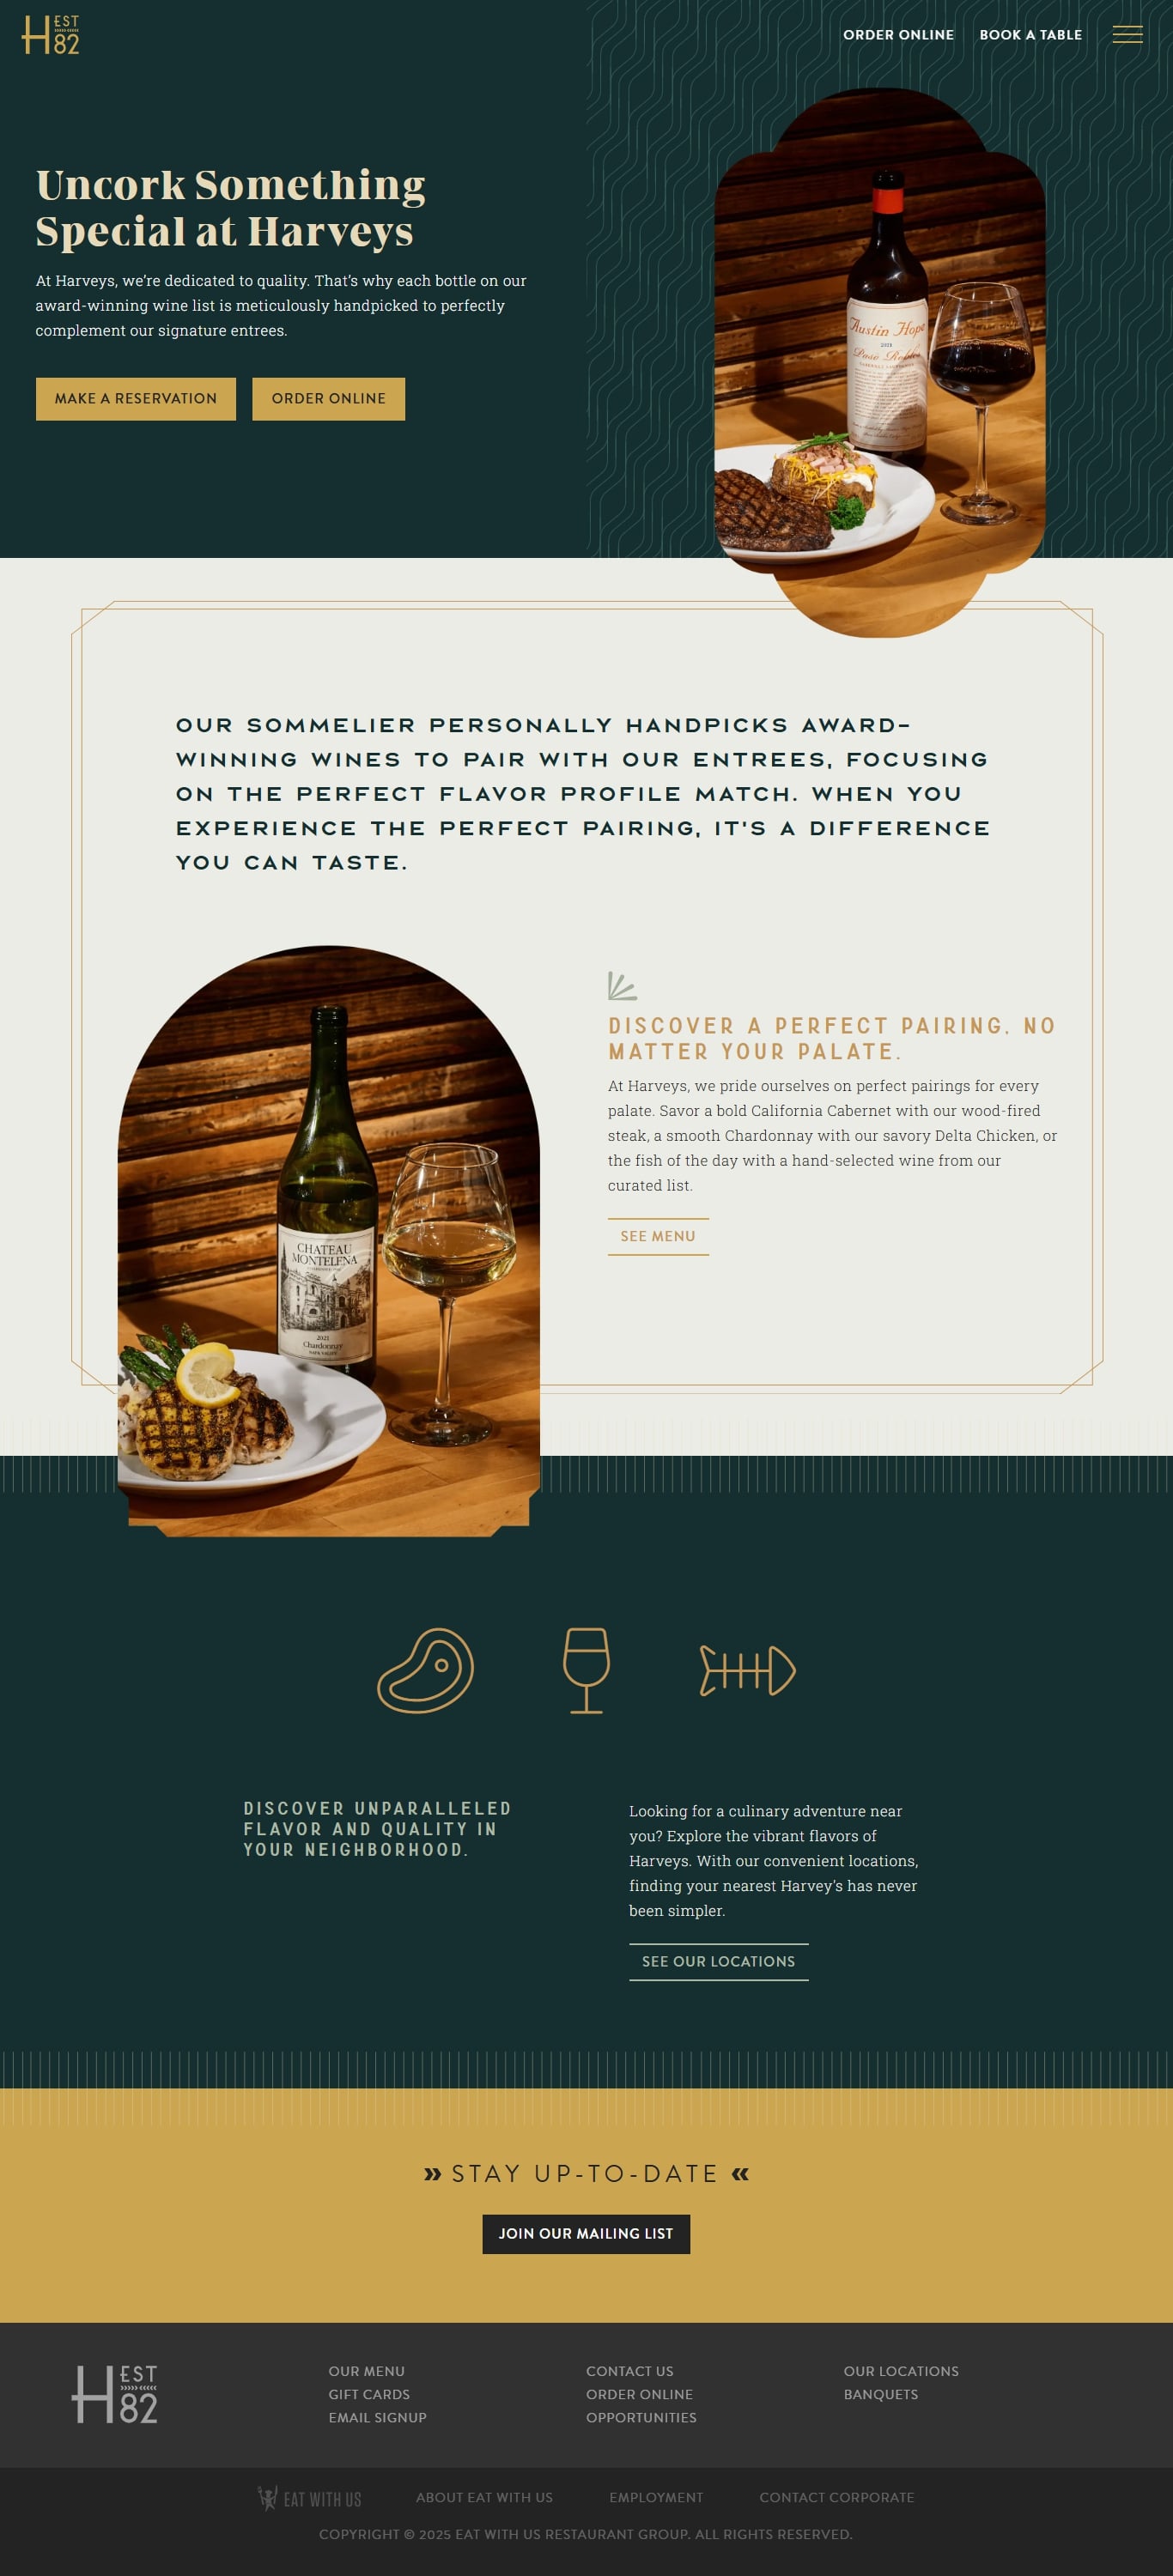 H EST 82
ORDER ONLINE
BOOK A TABLE
Uncork Something
Special at Harveys
At Harveys, we’re dedicated to quality. That’s why each bottle on our
award-winning wine list is meticulously handpicked to perfectly
complement our signature entrees.
MAKE A RESERVATION
ORDER ONLINE
Austin Hope
Paso Robles
OUR SOMMELIER PERSONALLY HANDPICKS AWARD-
WINNING WINES TO PAIR WITH OUR ENTREES, FOCUSING
ON THE PERFECT FLAVOR PROFILE MATCH. WHEN YOU
EXPERIENCE THE PERFECT PAIRING, IT'S A DIFFERENCE
YOU CAN TASTE.
DISCOVER A PERFECT PAIRING, NO
MATTER YOUR PALATE.
At Harveys, we pride ourselves on perfect pairings for every
palate. Savor a bold California Cabernet with our wood-fired
steak, a smooth Chardonnay with our savory Delta Chicken, or
the fish of the day with a hand-selected wine from our
curated list.
SEE MENU
CHATEAU
MONTELENA
2021
Chardonnay
NAPA VALLEY
DISCOVER UNPARALLELED
FLAVOR AND QUALITY IN
YOUR NEIGHBORHOOD.
Looking for a culinary adventure near
you? Explore the vibrant flavors of
Harveys. With our convenient locations,
finding your nearest Harvey’s has never
been simpler.
SEE OUR LOCATIONS
» STAY UP-TO-DATE «
JOIN OUR MAILING LIST
H EST 82
OUR MENU
GIFT CARDS
EMAIL SIGNUP
CONTACT US
ORDER ONLINE
OPPORTUNITIES
OUR LOCATIONS
BANQUETS
EAT WITH US
ABOUT EAT WITH US
EMPLOYMENT
CONTACT CORPORATE
COPYRIGHT © 2025 EAT WITH US RESTAURANT GROUP. ALL RIGHTS RESERVED.